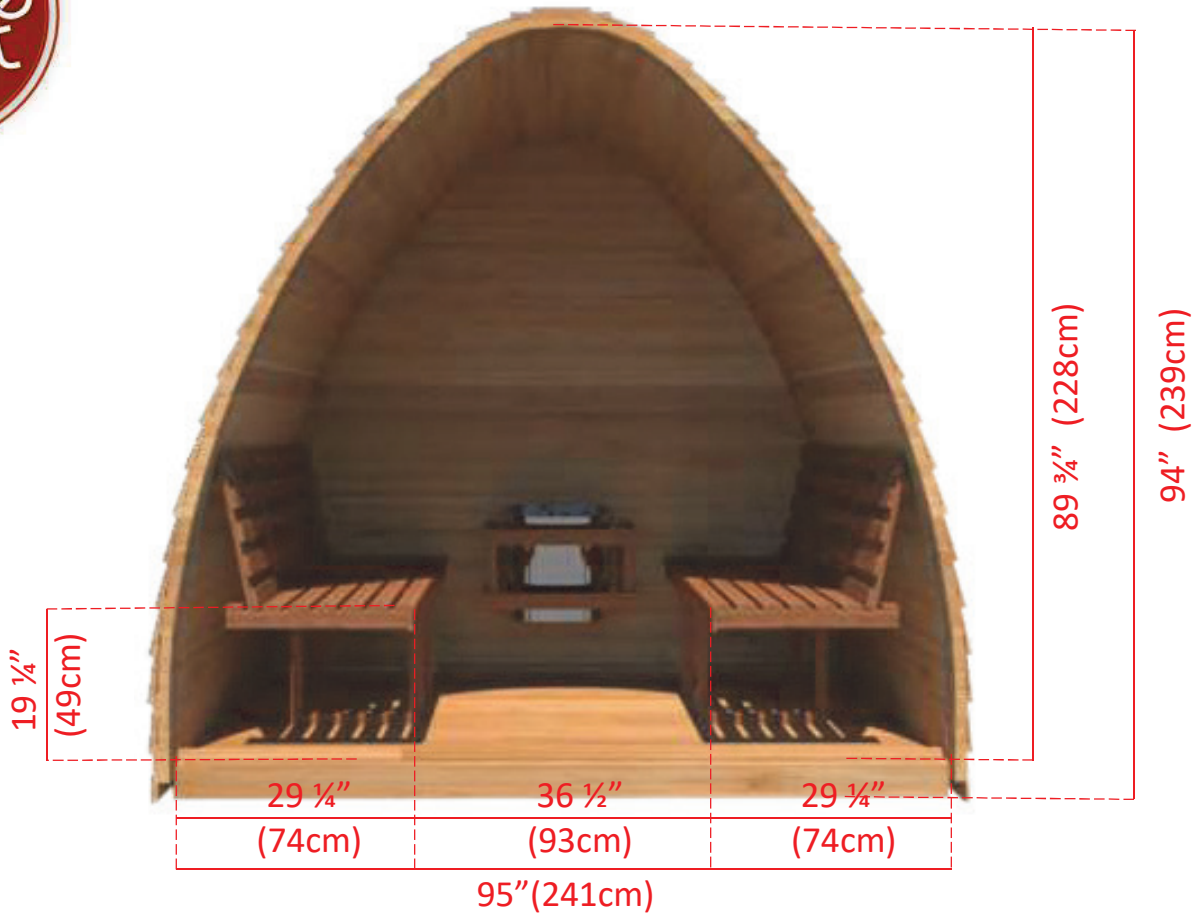 89 ¾” (228cm)
94” (239cm)
19 ¼”
(49cm)
29 ¼”
36 ½”
29 ¼”
(74cm)
(93cm)
(74cm)
95”(241cm)